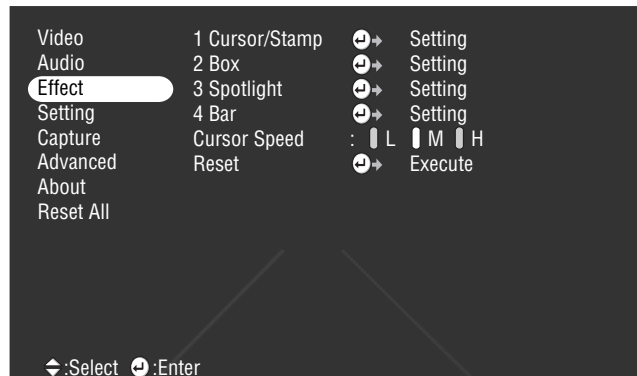 Video
Audio
Effect
Setting
Capture
Advanced
About
Reset All
1 Cursor/Stamp Setting
2 Box Setting
3 Spotlight Setting
4 Bar Setting
Cursor Speed : L M H
Reset Execute
:Select :Enter